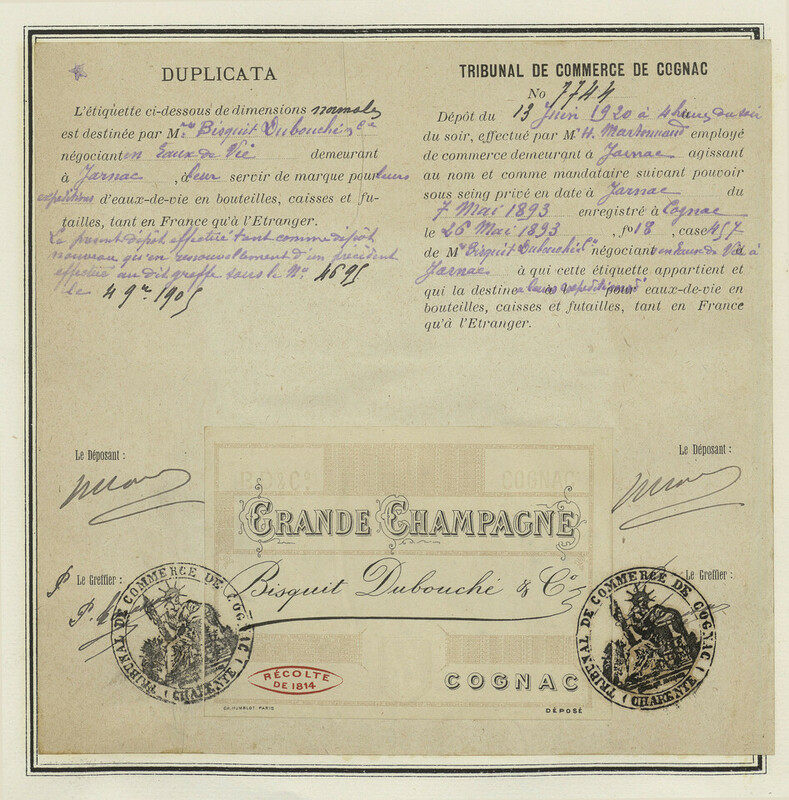 DUPLICATA
L'étiquette ci-dessous de dimensions normales
est destinée par M.rs Bisquit Dubouché & Cie
négociant en Eaux de Vie demeurant
à Jarnac, à leur servir de marque pour leurs
expéditions d'eaux-de-vie en bouteilles, caisses et fu-
tailles, tant en France qu'à l'Etranger.
Le présent dépôt effectué tant comme dépôt
nouveau qu'en renouvellement d'un précédent
effectué au dit greffe sous le No. 4695
le 4 9re 1905
TRIBUNAL DE COMMERCE DE COGNAC
No 7744
Dépôt du 13 Juin 1920 à 4 heures du soir
du soir, effectué par M. H. employé
de commerce demeurant à Jarnac agissant
au nom et comme mandataire suivant pouvoir
sous seing privé en date à Jarnac du
7 Mai 1893 enregistré à Cognac
le 26 Mai 1893, fo 18, case 457
de Mrs Bisquit Dubouché & Cie négociant en Eaux de Vie à
Jarnac à qui cette étiquette appartient et
qui la destine à leurs expéditions d' eaux-de-vie en
bouteilles, caisses et futailles, tant en France
qu'à l'Etranger.
Le Déposant :
Le Déposant :
GRANDE CHAMPAGNE
Bisquit Dubouché & Co
Le Greffier :
Le Greffier :
TRIBUNAL DE COMMERCE DE COGNAC (CHARENTE)
TRIBUNAL DE COMMERCE DE COGNAC (CHARENTE)
RÉCOLTE
DE 1814
COGNAC
CH. HUMBLOT PARIS
DÉPOSÉ